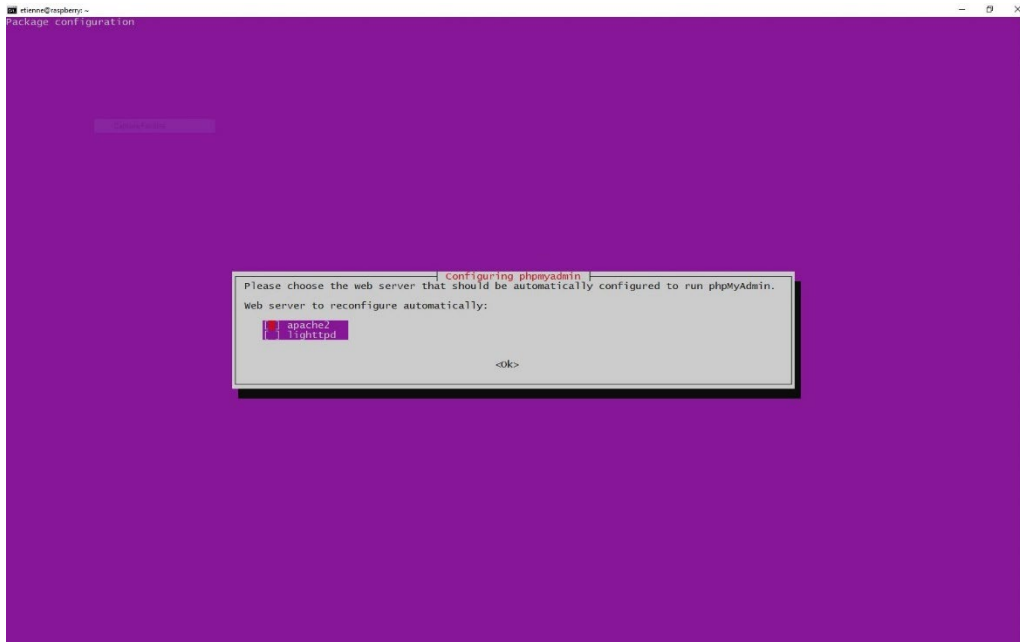 etienne@raspberry: ~
Package configuration
Configuring phpmyadmin
Please choose the web server that should be automatically configured to run phpMyAdmin.
Web server to reconfigure automatically:
[ ] apache2
[ ] lighttpd
<Ok>